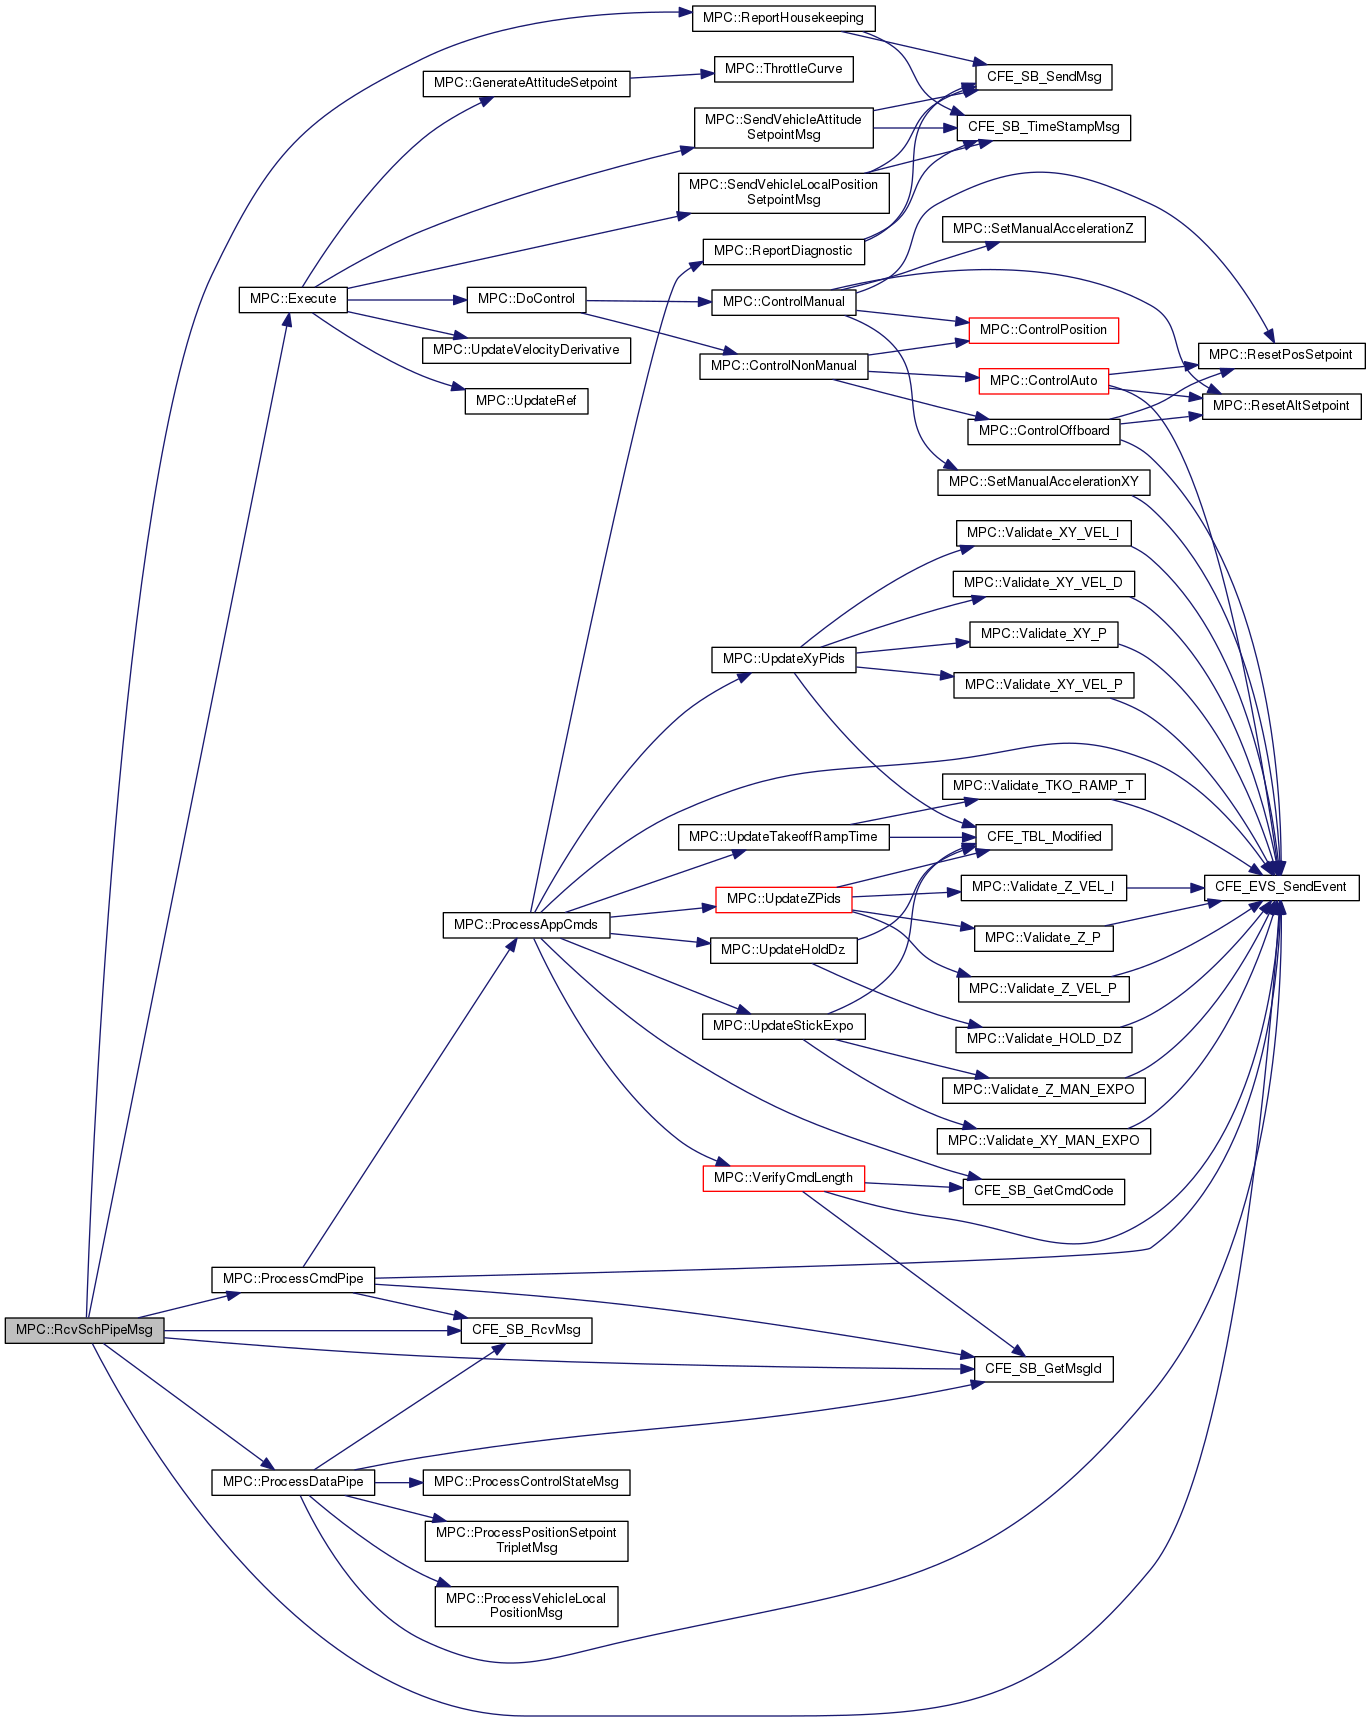 MPC::ReportHousekeeping
MPC::ThrottleCurve
CFE_SB_SendMsg
MPC::GenerateAttitudeSetpoint
MPC::SendVehicleAttitude
SetpointMsg
CFE_SB_TimeStampMsg
MPC::SendVehicleLocalPosition
SetpointMsg
MPC::SetManualAccelerationZ
MPC::ReportDiagnostic
MPC::Execute
MPC::DoControl
MPC::ControlManual
MPC::ControlPosition
MPC::UpdateVelocityDerivative
MPC::ControlNonManual
MPC::ResetPosSetpoint
MPC::ControlAuto
MPC::UpdateRef
MPC::ResetAltSetpoint
MPC::ControlOffboard
MPC::SetManualAccelerationXY
MPC::Validate_XY_VEL_I
MPC::Validate_XY_VEL_D
MPC::Validate_XY_P
MPC::UpdateXyPids
MPC::Validate_XY_VEL_P
MPC::Validate_TKO_RAMP_T
MPC::UpdateTakeoffRampTime
CFE_TBL_Modified
MPC::UpdateZPids
MPC::Validate_Z_VEL_I
CFE_EVS_SendEvent
MPC::ProcessAppCmds
MPC::Validate_Z_P
MPC::UpdateHoldDz
MPC::Validate_Z_VEL_P
MPC::UpdateStickExpo
MPC::Validate_HOLD_DZ
MPC::Validate_Z_MAN_EXPO
MPC::Validate_XY_MAN_EXPO
MPC::VerifyCmdLength
CFE_SB_GetCmdCode
MPC::ProcessCmdPipe
MPC::RcvSchPipeMsg
CFE_SB_RcvMsg
CFE_SB_GetMsgId
MPC::ProcessDataPipe
MPC::ProcessControlStateMsg
MPC::ProcessPositionSetpoint
TripletMsg
MPC::ProcessVehicleLocal
PositionMsg